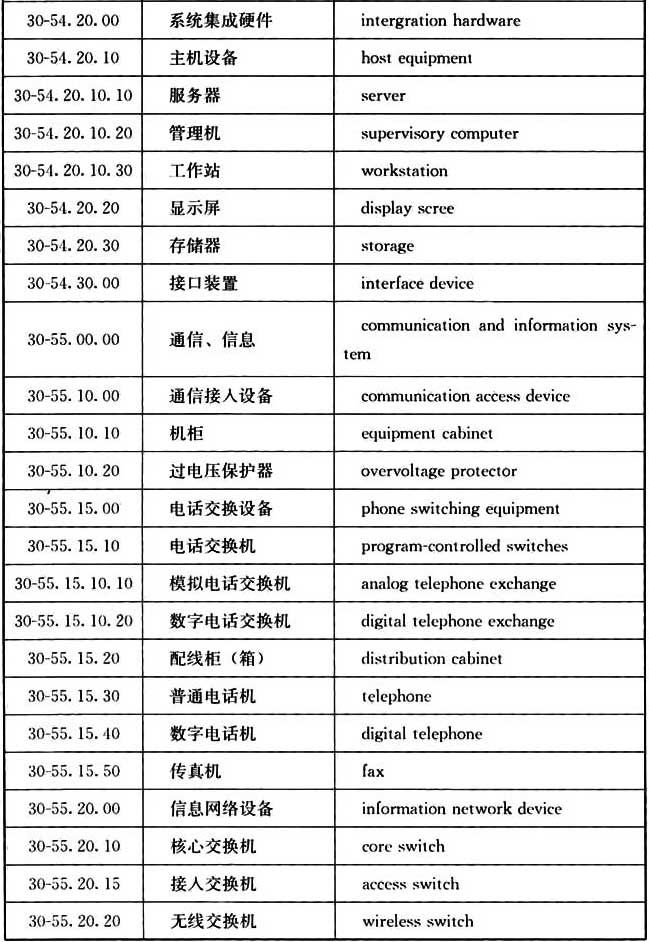 30-54.20.00 系统集成硬件 intergration hardware
30-54.20.10 主机设备 host equipment
30-54.20.10.10 服务器 server
30-54.20.10.20 管理机 supervisory computer
30-54.20.10.30 工作站 workstation
30-54.20.20 显示屏 display scree
30-54.20.30 存储器 storage
30-54.30.00 接口装置 interface device
30-55.00.00 通信、信息 communication and information sys-
tem
30-55.10.00 通信接入设备 communication access device
30-55.10.10 机柜 equipment cabinet
30-55.10.20 过电压保护器 overvoltage protector
30-55.15.00 电话交换设备 phone switching equipment
30-55.15.10 电话交换机 program-controlled switches
30-55.15.10.10 模拟电话交换机 analog telephone exchange
30-55.15.10.20 数字电话交换机 digital telephone exchange
30-55.15.20 配线柜（箱） distribution cabinet
30-55.15.30 普通电话机 telephone
30-55.15.40 数字电话机 digital telephone
30-55.15.50 传真机 fax
30-55.20.00 信息网络设备 information network device
30-55.20.10 核心交换机 core switch
30-55.20.15 接入交换机 access switch
30-55.20.20 无线交换机 wireless switch